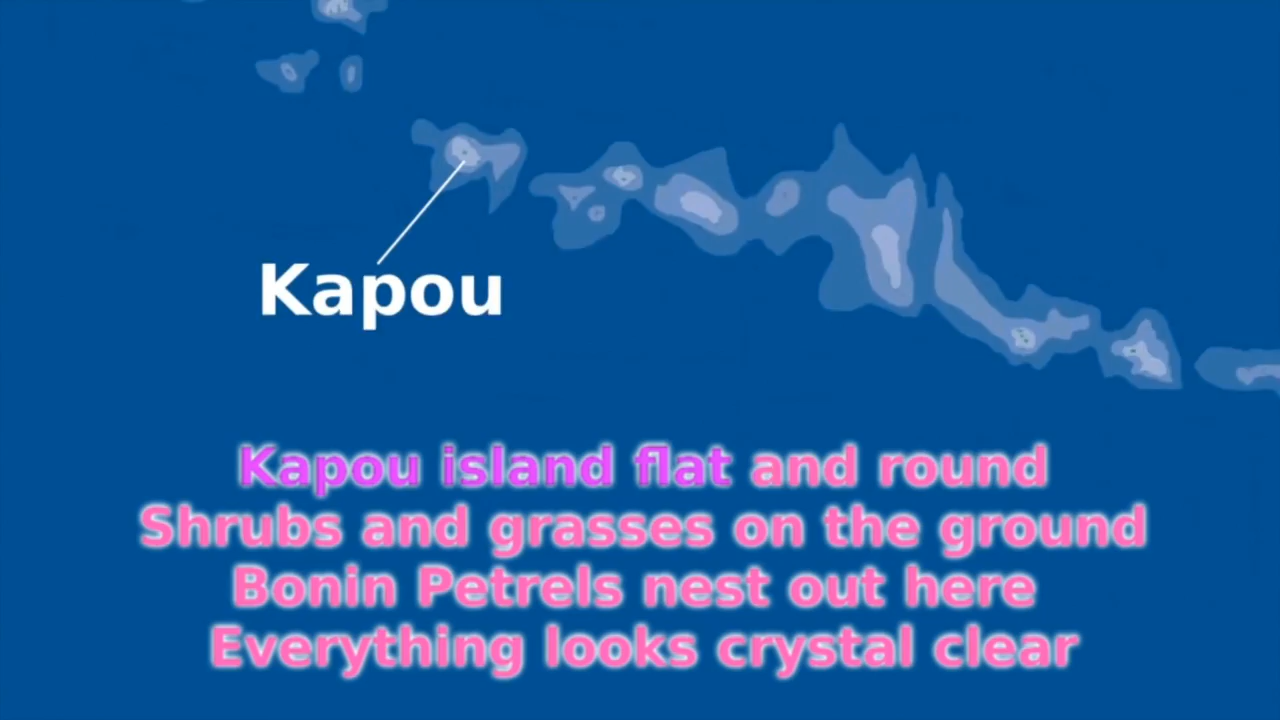 Kapou
Kapou island flat and round
Shrubs and grasses on the ground
Bonin Petrels nest out here
Everything looks crystal clear